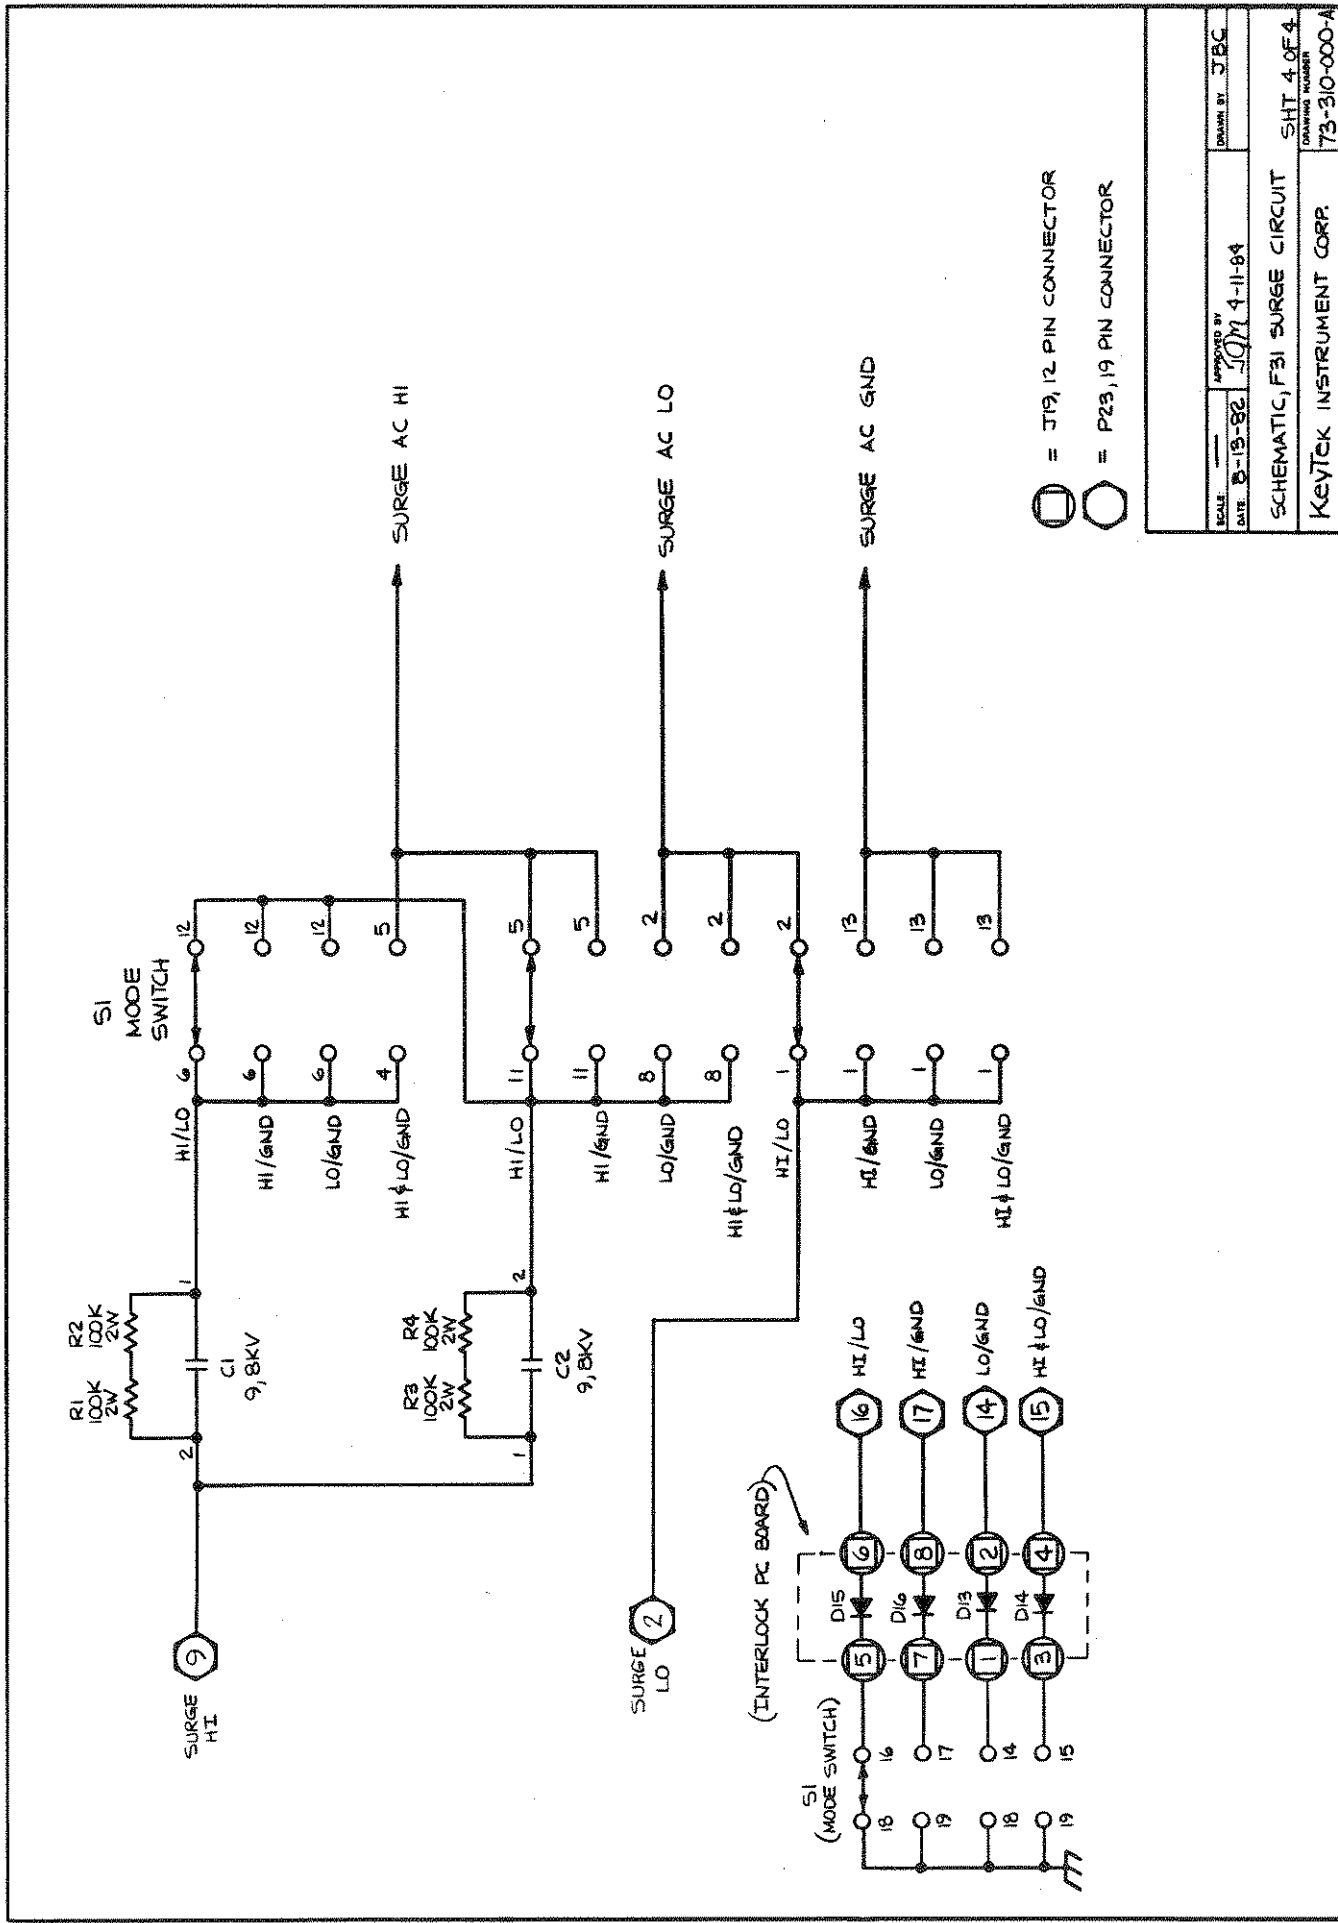 SURGE
HI
9
2
R1
100K
2W
R2
100K
2W
C1
9,8KV
1
HI/LO
6
HI/GND
6
LO/GND
6
HI & LO/GND
4
S1
MODE
SWITCH
12
12
12
5
SURGE AC HI
1
R3
100K
2W
R4
100K
2W
C2
9,8KV
2
HI/LO
11
HI/GND
11
LO/GND
8
HI & LO/GND
8
5
5
2
2
2
SURGE AC LO
SURGE
LO
2
HI/LO
1
HI/GND
1
LO/GND
1
HI & LO/GND
1
13
13
13
SURGE AC GND
(INTERLOCK PC BOARD)
S1
(MODE SWITCH)
18 16 5 D15 6 16 HI/LO
19 17 7 D16 8 17 HI/GND
18 14 1 D13 2 14 LO/GND
19 15 3 D14 4 15 HI & LO/GND
= J19, 12 PIN CONNECTOR
= P23, 19 PIN CONNECTOR
SCALE: —
APPROVED BY
DRAWN BY JBC
DATE: 8-13-82
4-11-84
SCHEMATIC, F31 SURGE CIRCUIT
SHT 4 OF 4
KeyTek INSTRUMENT CORP.
DRAWING NUMBER
73-310-000-A